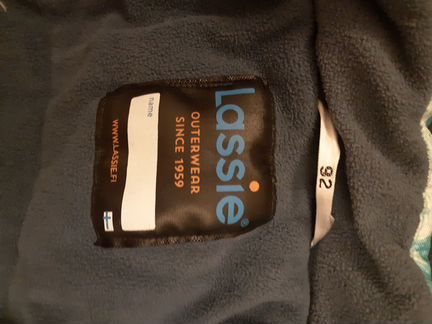 Lassie®
OUTERWEAR
SINCE 1959
name
WWW.LASSIE.FI
92